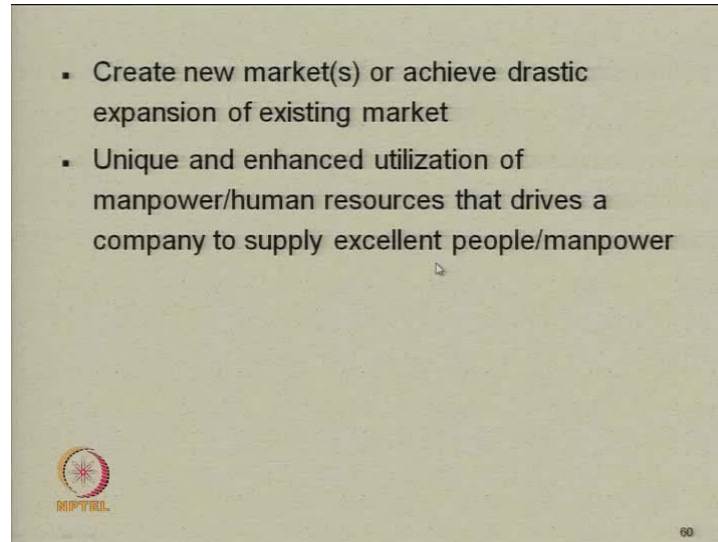 ▪ Create new market(s) or achieve drastic
expansion of existing market
▪ Unique and enhanced utilization of
manpower/human resources that drives a
company to supply excellent people/manpower
NPTEL
60